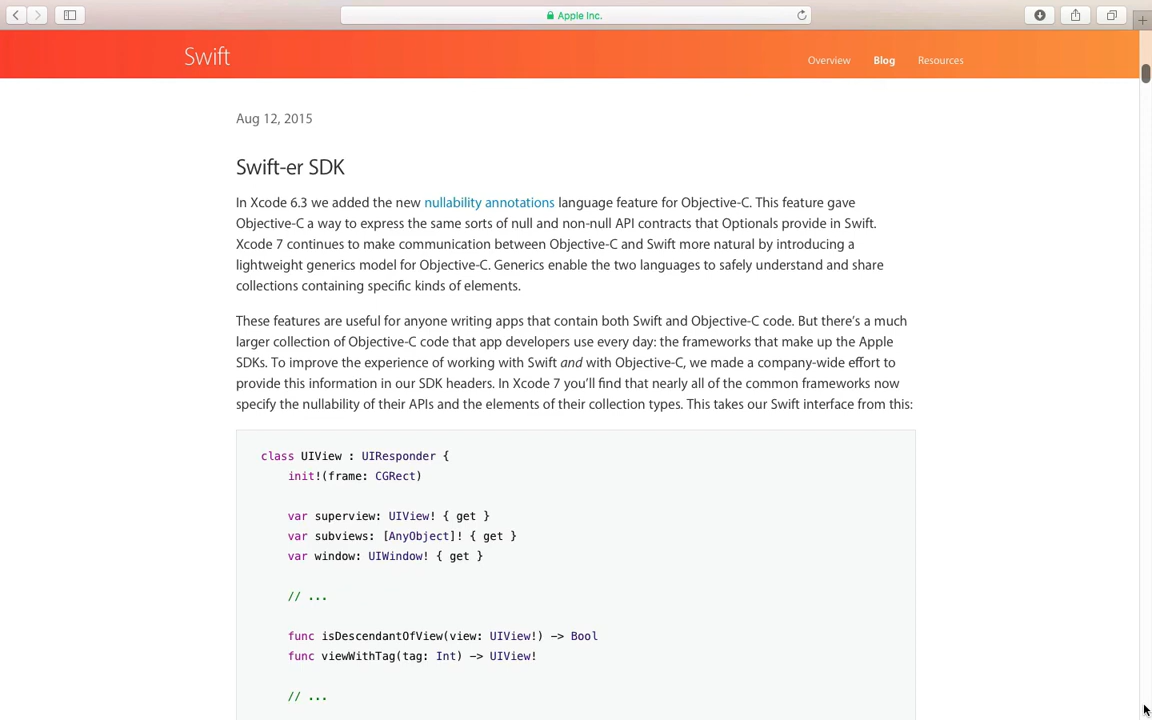 Apple Inc.
Swift
Overview Blog Resources
Aug 12, 2015
Swift-er SDK
In Xcode 6.3 we added the new nullability annotations language feature for Objective-C. This feature gave
Objective-C a way to express the same sorts of null and non-null API contracts that Optionals provide in Swift.
Xcode 7 continues to make communication between Objective-C and Swift more natural by introducing a
lightweight generics model for Objective-C. Generics enable the two languages to safely understand and share
collections containing specific kinds of elements.
These features are useful for anyone writing apps that contain both Swift and Objective-C code. But there's a much
larger collection of Objective-C code that app developers use every day: the frameworks that make up the Apple
SDKs. To improve the experience of working with Swift and with Objective-C, we made a company-wide effort to
provide this information in our SDK headers. In Xcode 7 you'll find that nearly all of the common frameworks now
specify the nullability of their APIs and the elements of their collection types. This takes our Swift interface from this:
class UIView : UIResponder {
init!(frame: CGRect)
var superview: UIView! { get }
var subviews: [AnyObject]! { get }
var window: UIWindow! { get }
// ...
func isDescendantOfView(view: UIView!) -> Bool
func viewWithTag(tag: Int) -> UIView!
// ...